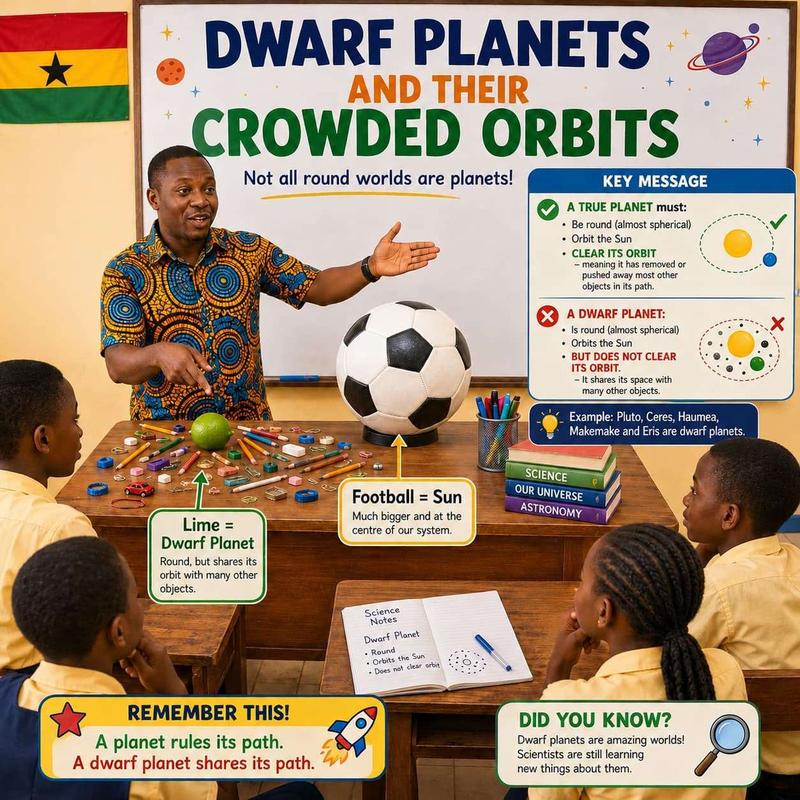 DWARF PLANETS
AND THEIR
CROWDED ORBITS
Not all round worlds are planets!
KEY MESSAGE
A TRUE PLANET must:
• Be round (almost spherical)
• Orbit the Sun
• CLEAR ITS ORBIT
– meaning it has removed or
pushed away most other
objects in its path.
A DWARF PLANET:
• Is round (almost spherical)
• Orbits the Sun
• BUT DOES NOT CLEAR
ITS ORBIT.
– It shares its space with
many other objects.
Example: Pluto, Ceres, Haumea,
Makemake and Eris are dwarf planets.
Football = Sun
Much bigger and at the
centre of our system.
SCIENCE
OUR UNIVERSE
ASTRONOMY
Lime =
Dwarf Planet
Round, but shares its
orbit with many other
objects.
Science
Notes
Dwarf Planet
• Round
• Orbits the Sun
• Does not clear orbit
REMEMBER THIS!
A planet rules its path.
A dwarf planet shares its path.
DID YOU KNOW?
Dwarf planets are amazing worlds!
Scientists are still learning
new things about them.